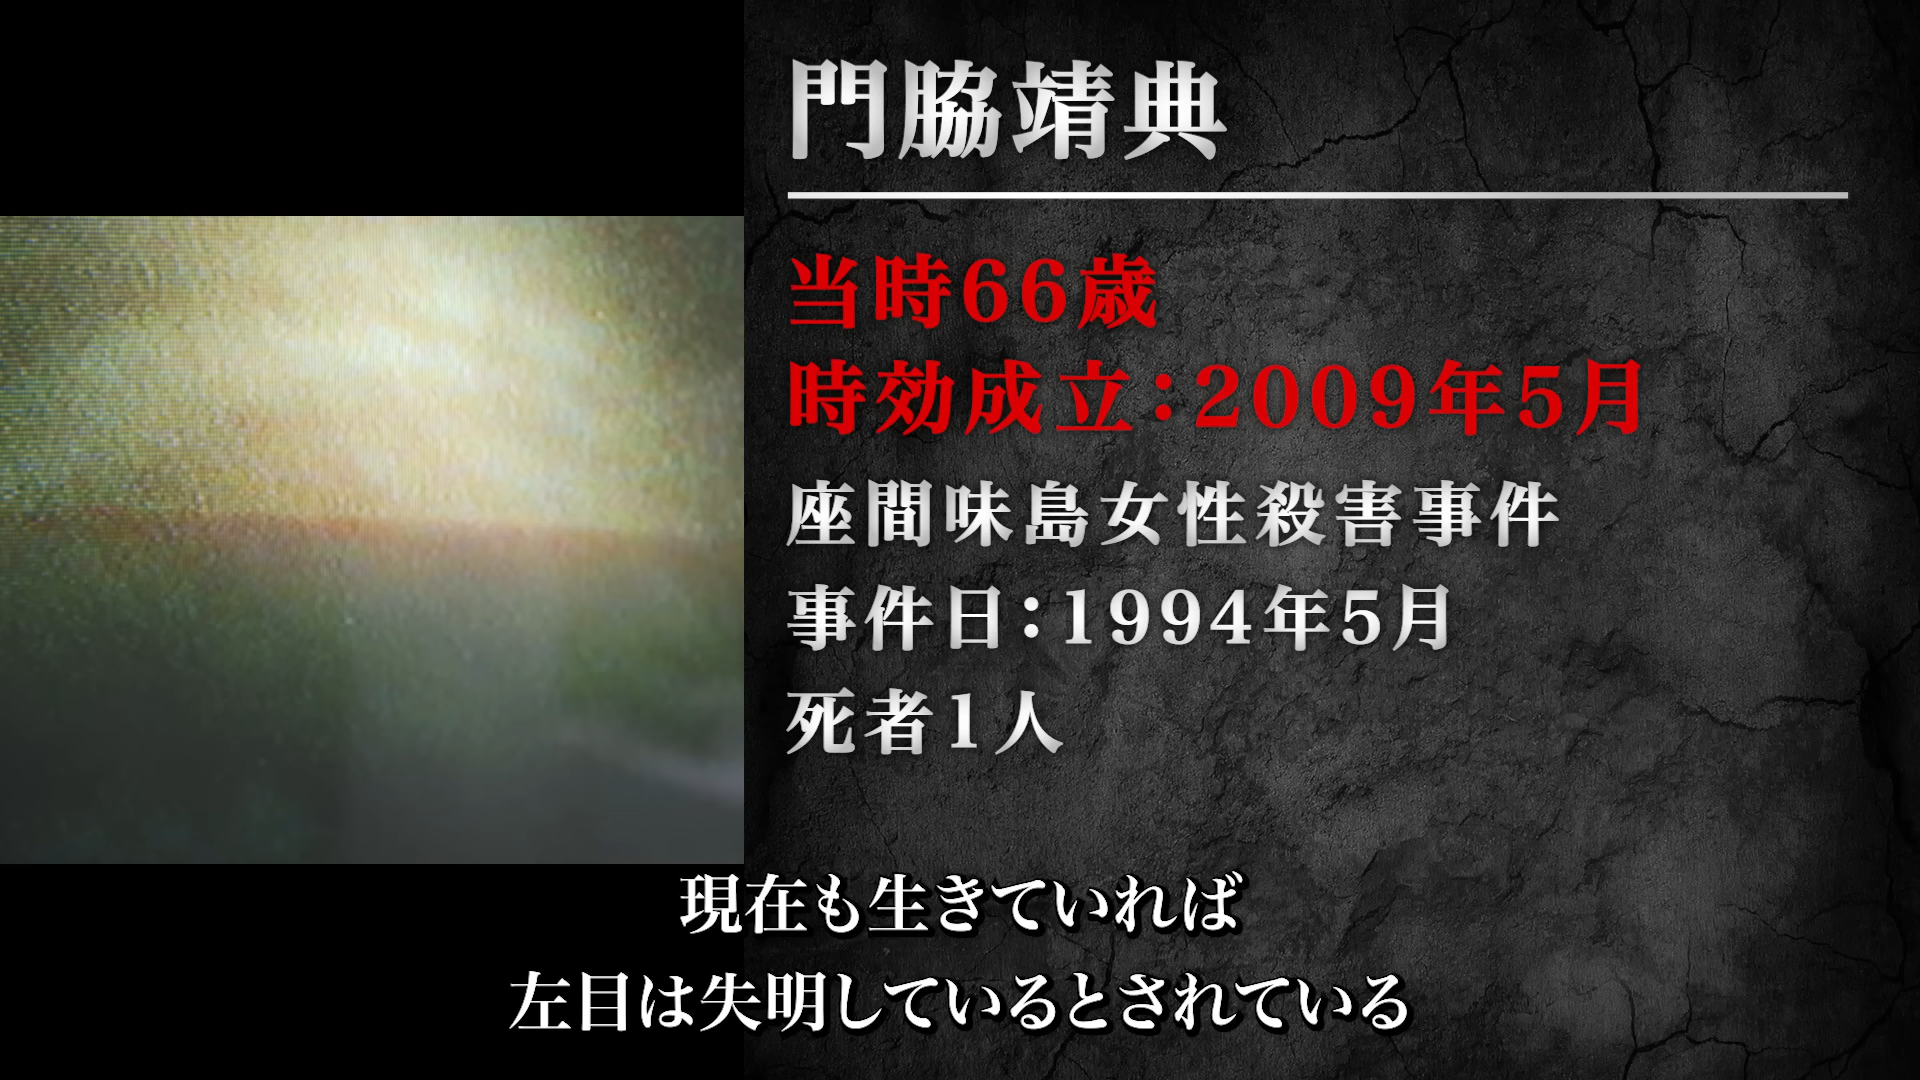 門脇靖典
当時66歳
時効成立：2009年5月
座間味島女性殺害事件
事件日：1994年5月
死者1人
現在も生きていれば
左目は失明しているとされている